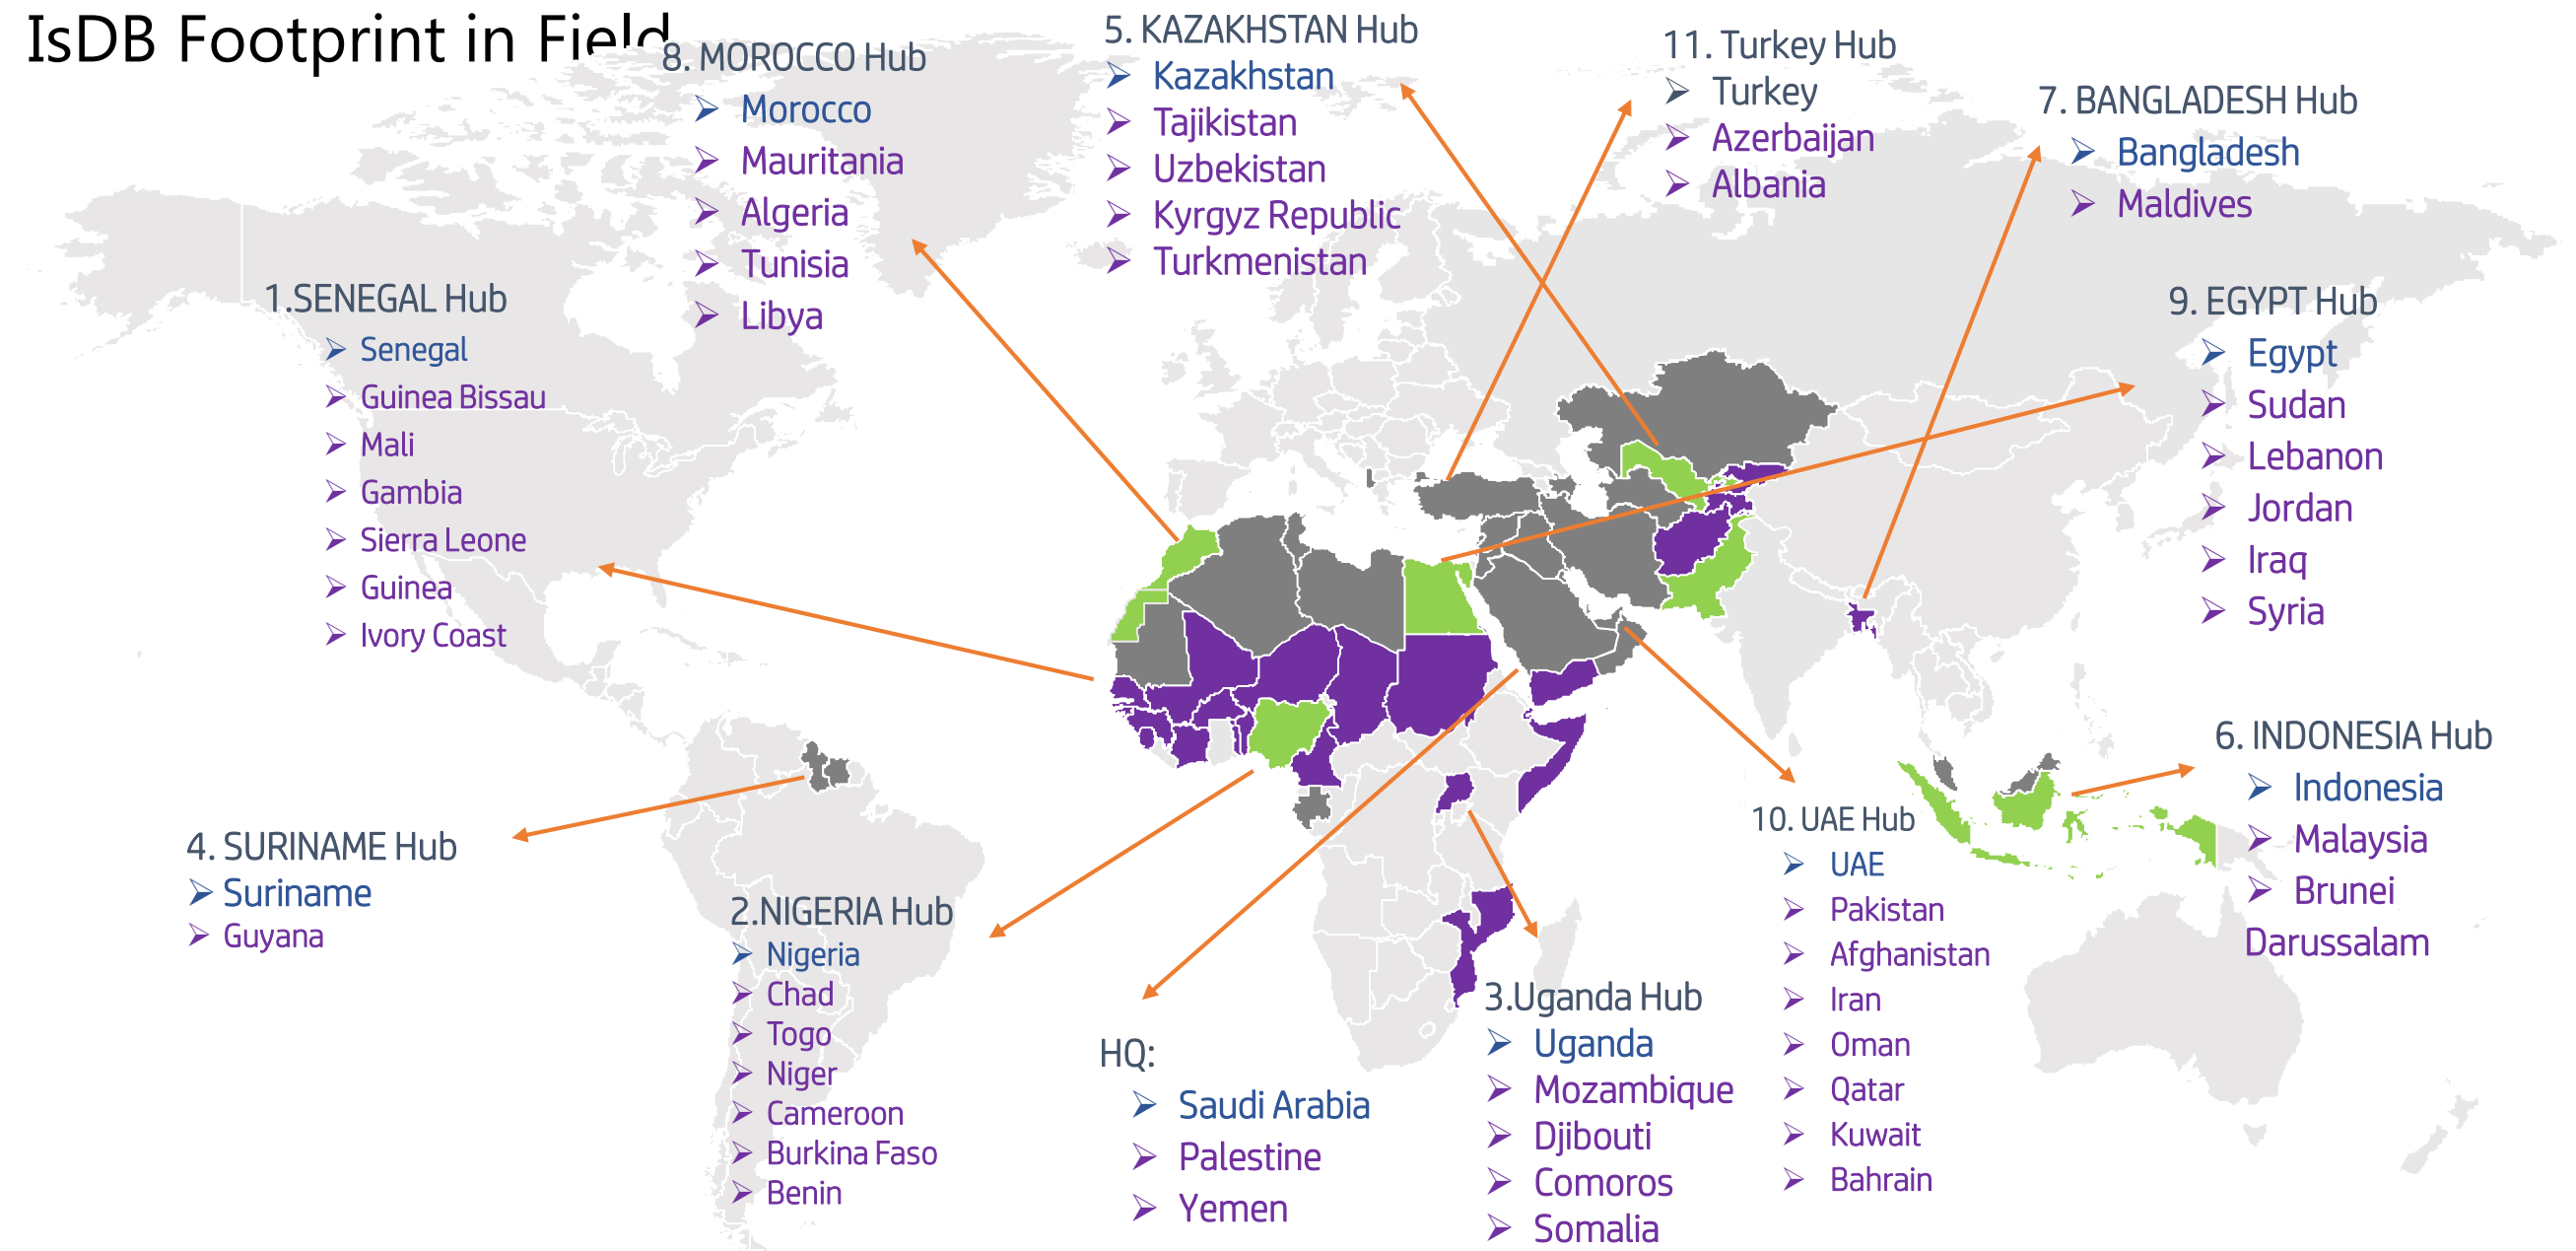 IsDB Footprint in Field
8. MOROCCO Hub
Morocco
Mauritania
Algeria
Tunisia
Libya
5. KAZAKHSTAN Hub
Kazakhstan
Tajikistan
Uzbekistan
Kyrgyz Republic
Turkmenistan
11. Turkey Hub
Turkey
Azerbaijan
Albania
7. BANGLADESH Hub
Bangladesh
Maldives
1.SENEGAL Hub
Senegal
Guinea Bissau
Mali
Gambia
Sierra Leone
Guinea
Ivory Coast
9. EGYPT Hub
Egypt
Sudan
Lebanon
Jordan
Iraq
Syria
4. SURINAME Hub
Suriname
Guyana
2.NIGERIA Hub
Nigeria
Chad
Togo
Niger
Cameroon
Burkina Faso
Benin
HQ:
Saudi Arabia
Palestine
Yemen
3.Uganda Hub
Uganda
Mozambique
Djibouti
Comoros
Somalia
10. UAE Hub
UAE
Pakistan
Afghanistan
Iran
Oman
Qatar
Kuwait
Bahrain
6. INDONESIA Hub
Indonesia
Malaysia
Brunei
Darussalam